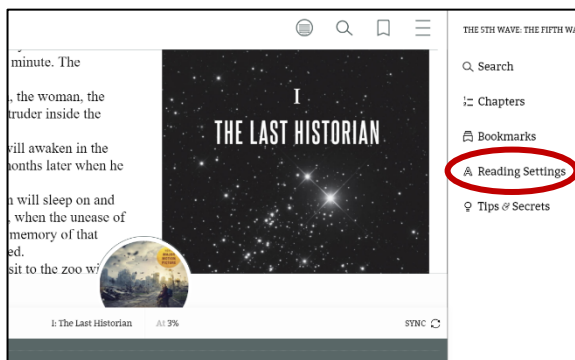 minute. The
, the woman, the
truder inside the
will awaken in the
months later when he
n will sleep on and
, when the unease of
memory of that
ed.
sit to the zoo wi
I
THE LAST HISTORIAN
I: The Last Historian
At 3%
SYNC
THE 5TH WAVE: THE FIFTH WA
Search
Chapters
Bookmarks
Reading Settings
Tips & Secrets